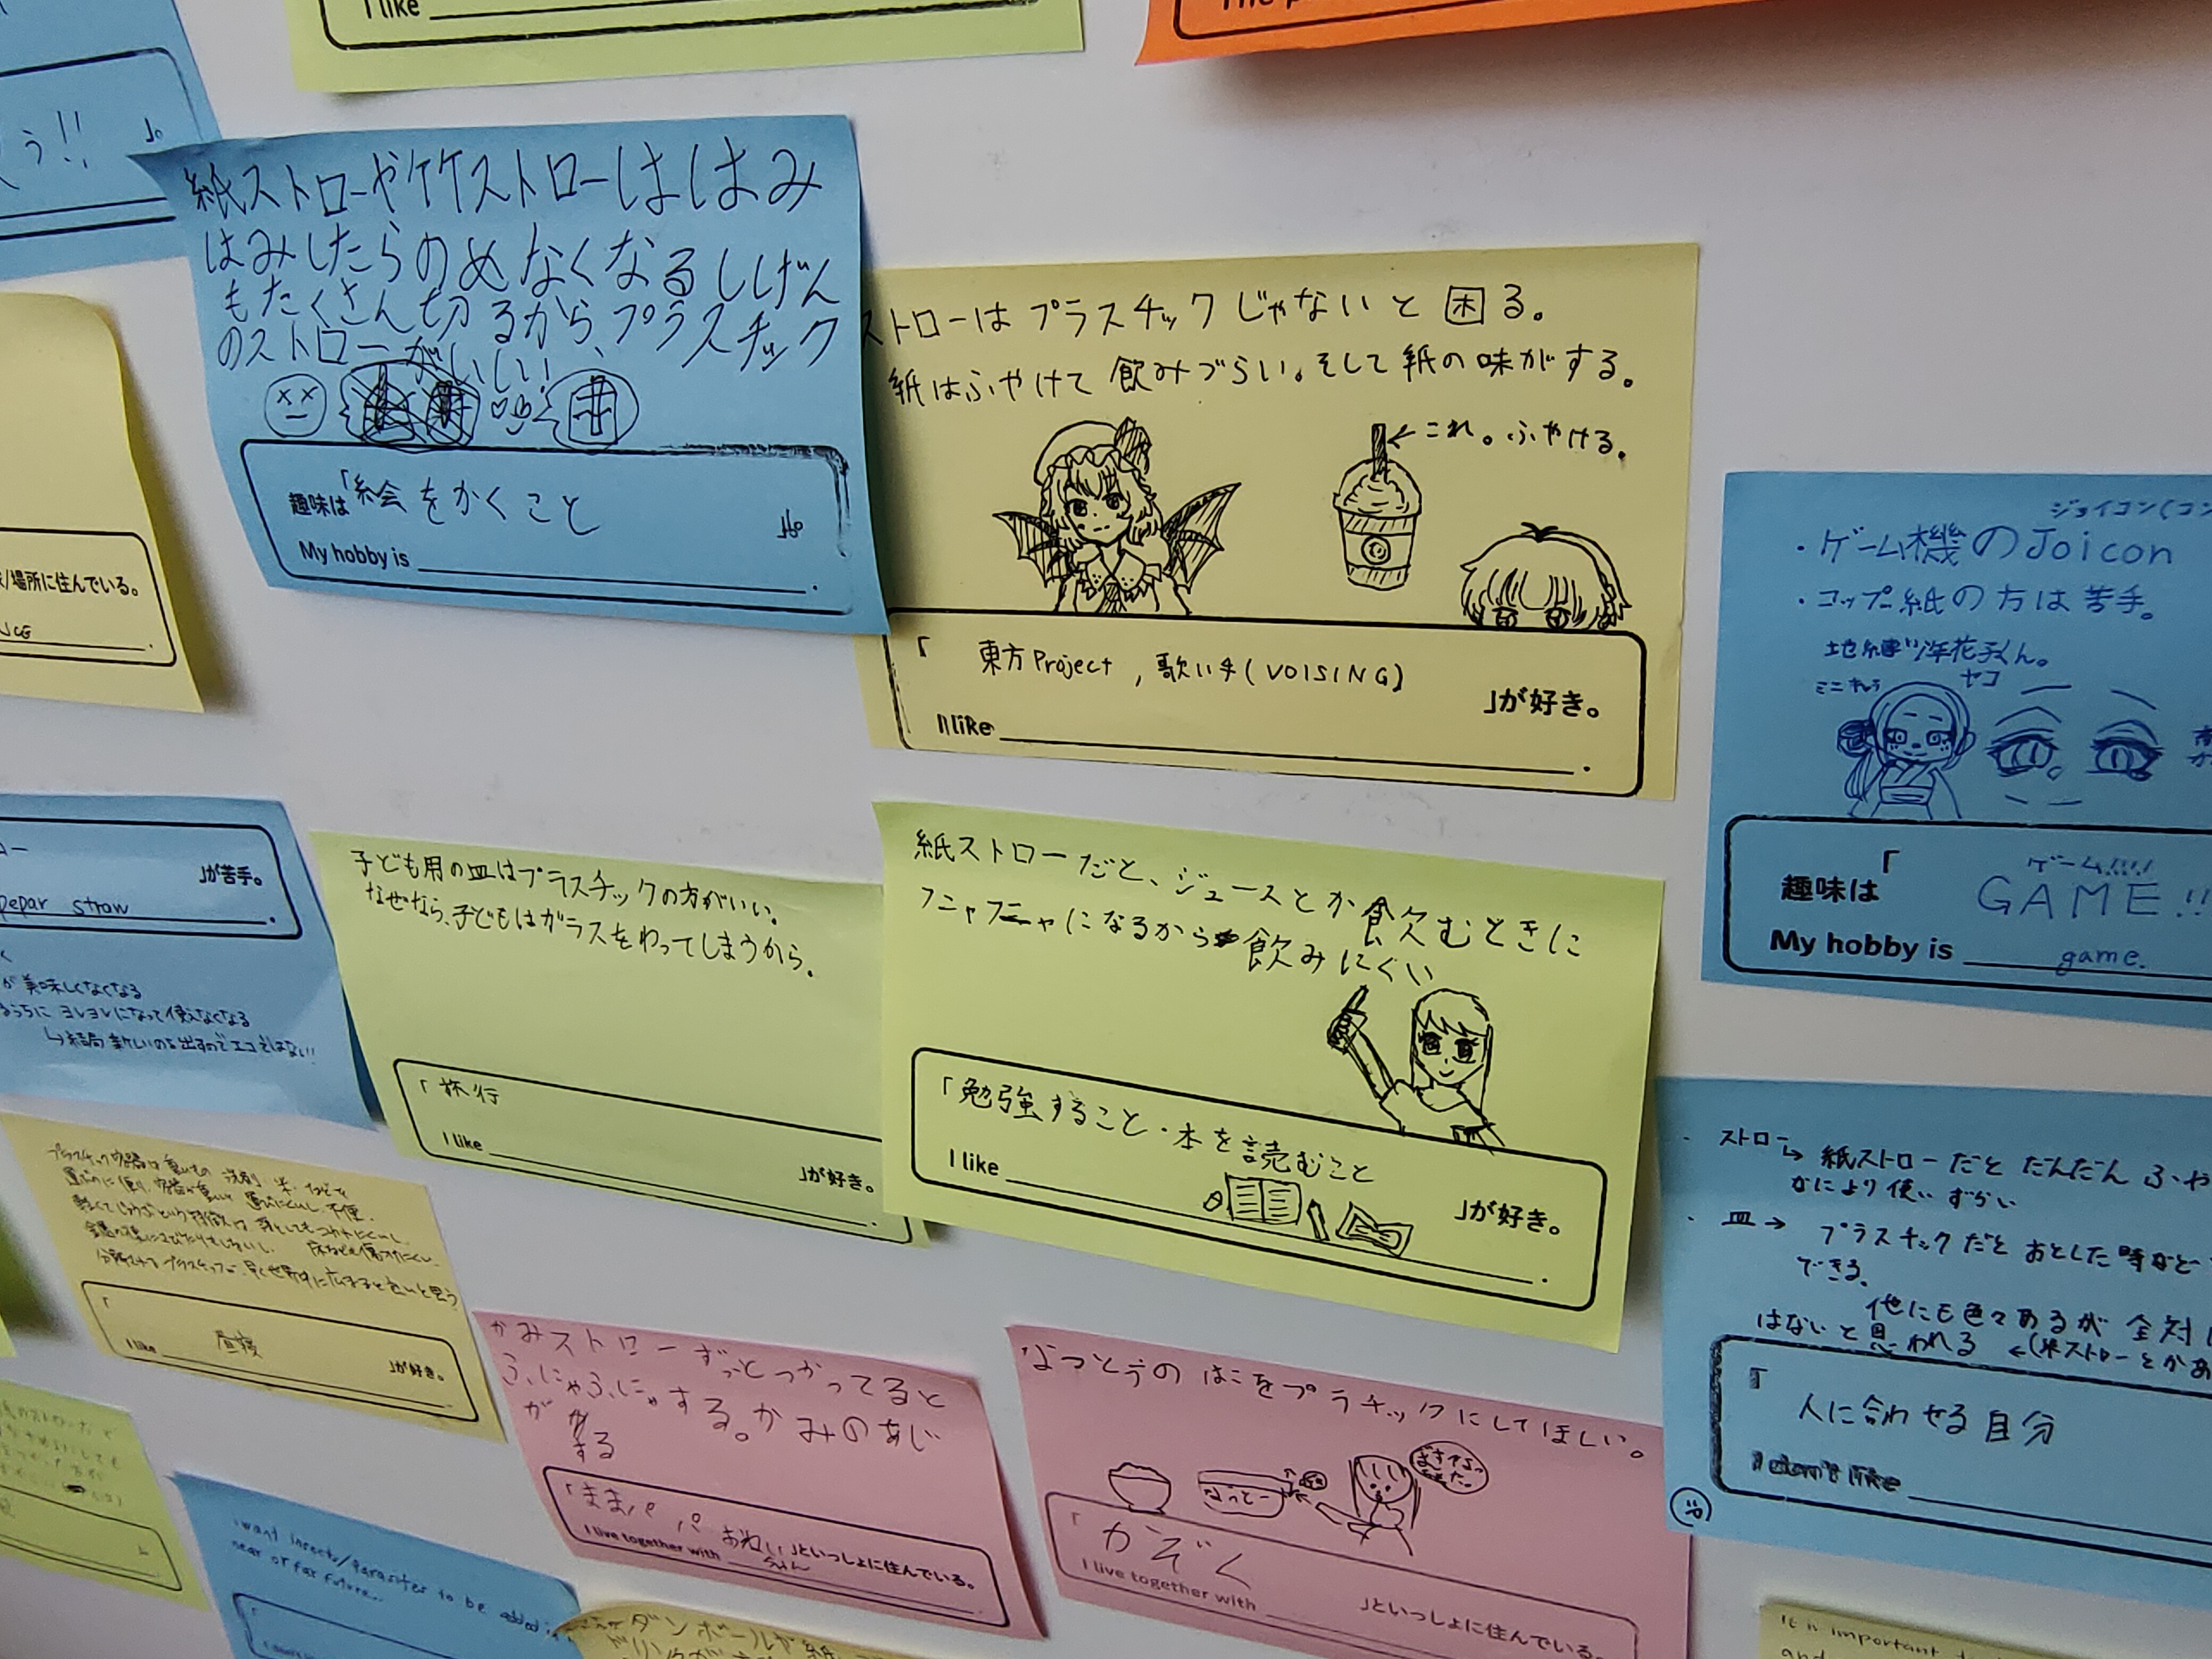 I like
う!!
」。
紙ストローや竹ストローははみ
はみしたらのめなくなるしげん
もたくさん切るから、プラスチック
のストローがいい!
趣味は「絵をかくこと
」。
My hobby is
ストローはプラスチックじゃないと困る。
紙はふやけて飲みづらい。そして紙の味がする。
←これ。ふやける。
「東方Project, 歌い手(VOISING)
」が好き。
I like
/場所に住んでいる。
ジョイコン(コン
・ゲーム機のJoicon
・コップ紙の方は苦手。
花子くん。
ヤコ
趣味は「
ゲーム!!!!
GAME!!
My hobby is game.
」が苦手。
pepar straw
が美味しくなくなる
うちにヨレヨレになって使えなくなる
↳結局新しいのを出すのでエコではない!!
子ども用の皿はプラスチックの方がいい。
なぜなら、子どもはガラスをわってしまうから。
「旅行
I like
」が好き。
紙ストローだと、ジュースとか飲むときに
フニャフニャになるから飲みにくい
「勉強すること・本を読むこと
I like
」が好き。
・ストロー↳紙ストローだとだんだんふや
なにより使いずらい
・皿→プラスチックだとおとした時など
できる。
他にも色々あるが全対
はないと思われる ←(米ストローとかあ
「人に合わせる自分
I don't like
プラスチック容器は重いもの
「
I like
」が好き。
かみストローずっとつかってると
ふにゃふにゃする。かみのあじ
がする
「ままパパおねいちゃん」といっしょに住んでいる。
I live together with
なっとうのはこをプラチックにしてほしい。
なっとー
「かぞく
」といっしょに住んでいる。
I live together with
I want insects/parasites to be added in
near or far future...
ダンボールや紙
It is important
and